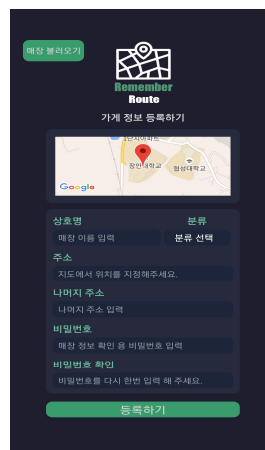 매장 불러오기
Remember
Route
가게 정보 등록하기
장안대학교
협성대학교
Google
상호명 분류
매장 이름 입력 분류 선택
주소
지도에서 위치를 지정해주세요.
나머지 주소
나머지 주소 입력
비밀번호
매장 정보 확인 용 비밀번호 입력
비밀번호 확인
비밀번호를 다시 한번 입력 해 주세요.
등록하기